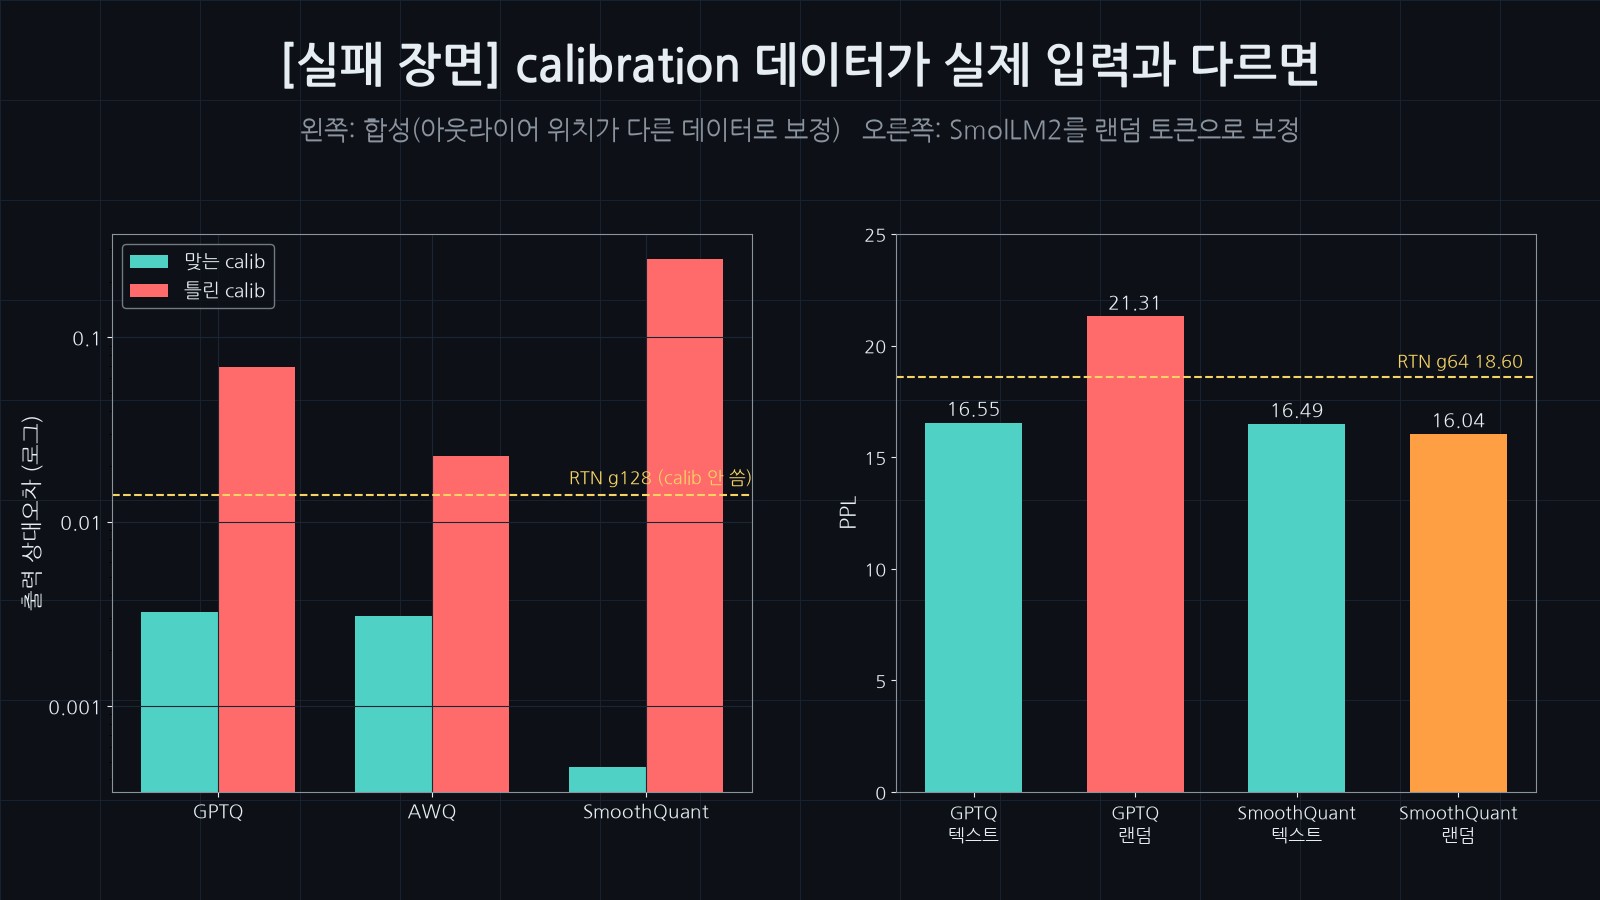 [실패 장면] calibration 데이터가 실제 입력과 다르면
왼쪽: 합성(아웃라이어 위치가 다른 데이터로 보정) 오른쪽: SmolLM2를 랜덤 토큰으로 보정
맞는 calib
틀린 calib
출력 상대오차 (로그)
0.1
0.01
0.001
RTN g128 (calib 안 씀)
GPTQ
AWQ
SmoothQuant
PPL
25
20
15
10
5
0
16.55
21.31
16.49
16.04
RTN g64 18.60
GPTQ
텍스트
GPTQ
랜덤
SmoothQuant
텍스트
SmoothQuant
랜덤